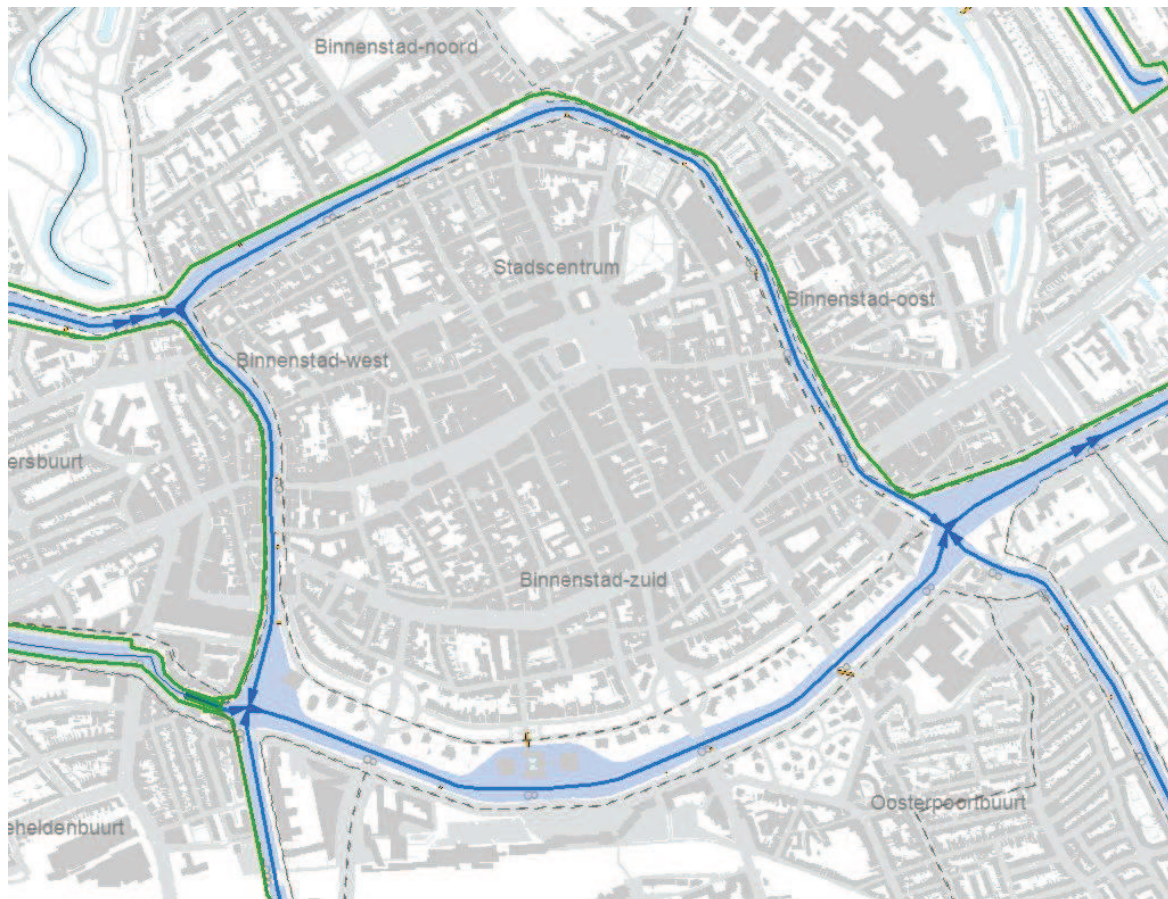 Binnenstad-noord
Stadscentrum
Binnenstad-oost
Binnenstad-west
ersbuurt
Binnenstad-zuid
Oosterpoortbuurt
eheldenbuurt